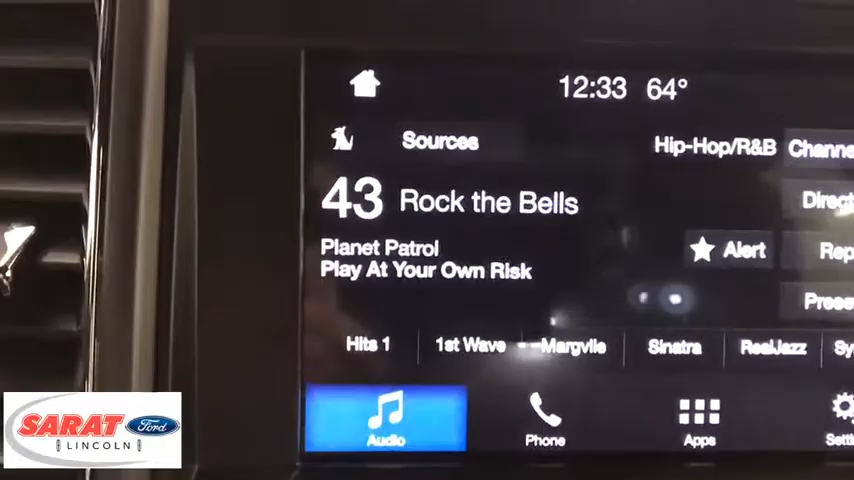 12:33 64°
Sources Hip-Hop/R&B
43 Rock the Bells
Planet Patrol
Play At Your Own Risk
Alert
Hits 1 1st Wave Margvlle Sinatra RealJazz
Audio Phone Apps
SARAT Ford
LINCOLN